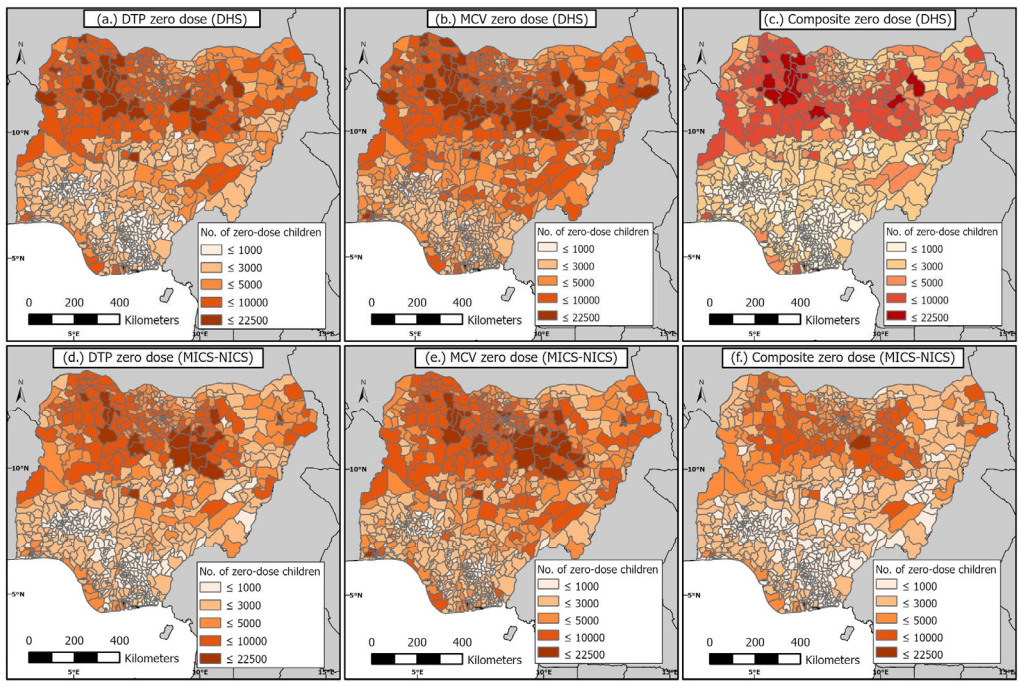 (a.) DTP zero dose (DHS)
N
10°N
5°N
No. of zero-dose children
≤ 1000
≤ 3000
≤ 5000
≤ 10000
≤ 22500
0 200 400
Kilometers
5°E 10°E 15°E
(b.) MCV zero dose (DHS)
N
10°N
5°N
No. of zero-dose children
≤ 1000
≤ 3000
≤ 5000
≤ 10000
≤ 22500
0 200 400
Kilometers
5°E 10°E 15°E
(c.) Composite zero dose (DHS)
N
10°N
5°N
No. of zero-dose children
≤ 1000
≤ 3000
≤ 5000
≤ 10000
≤ 22500
0 200 400
Kilometers
5°E 10°E 15°E
(d.) DTP zero dose (MICS-NICS)
N
10°N
5°N
No. of zero-dose children
≤ 1000
≤ 3000
≤ 5000
≤ 10000
≤ 22500
0 200 400
Kilometers
5°E 10°E 15°E
(e.) MCV zero dose (MICS-NICS)
N
10°N
5°N
No. of zero-dose children
≤ 1000
≤ 3000
≤ 5000
≤ 10000
≤ 22500
0 200 400
Kilometers
5°E
(f.) Composite zero dose (MICS-NICS)
N
10°N
5°N
No. of zero-dose children
≤ 1000
≤ 3000
≤ 5000
≤ 10000
≤ 22500
0 200 400
Kilometers
5°E